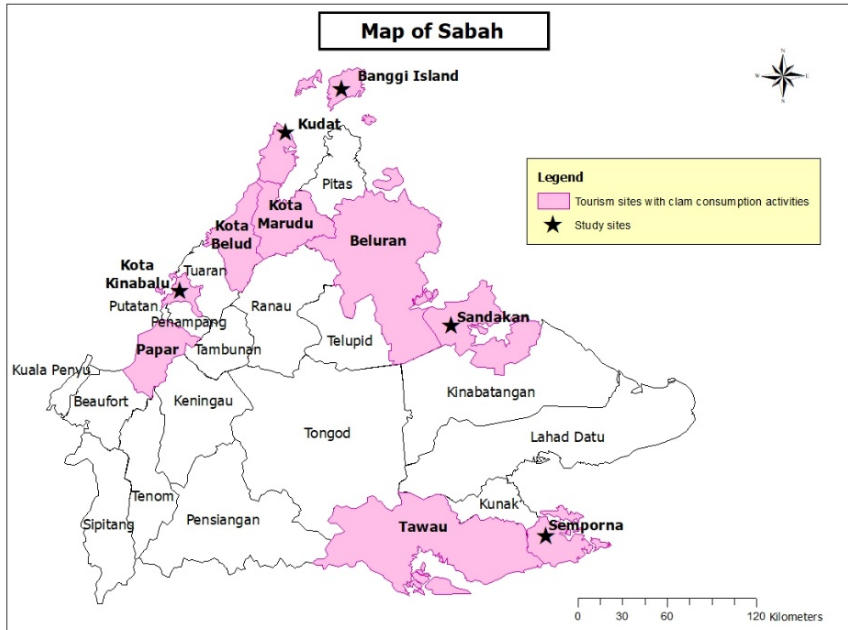 Map of Sabah
N
W
E
S
Banggi Island
Kudat
Pitas
Legend
Tourism sites with clam consumption activities
Study sites
Kota
Marudu
Kota
Belud
Beluran
Kota
Kinabalu
Tuaran
Putatan
Penampang
Ranau
Sandakan
Papar
Tambunan
Telupid
Kuala Penyu
Beaufort
Keningau
Kinabatangan
Tongod
Lahad Datu
Tenom
Sipitang
Pensiangan
Kunak
Tawau
Semporna
0 30 60 120 Kilometers